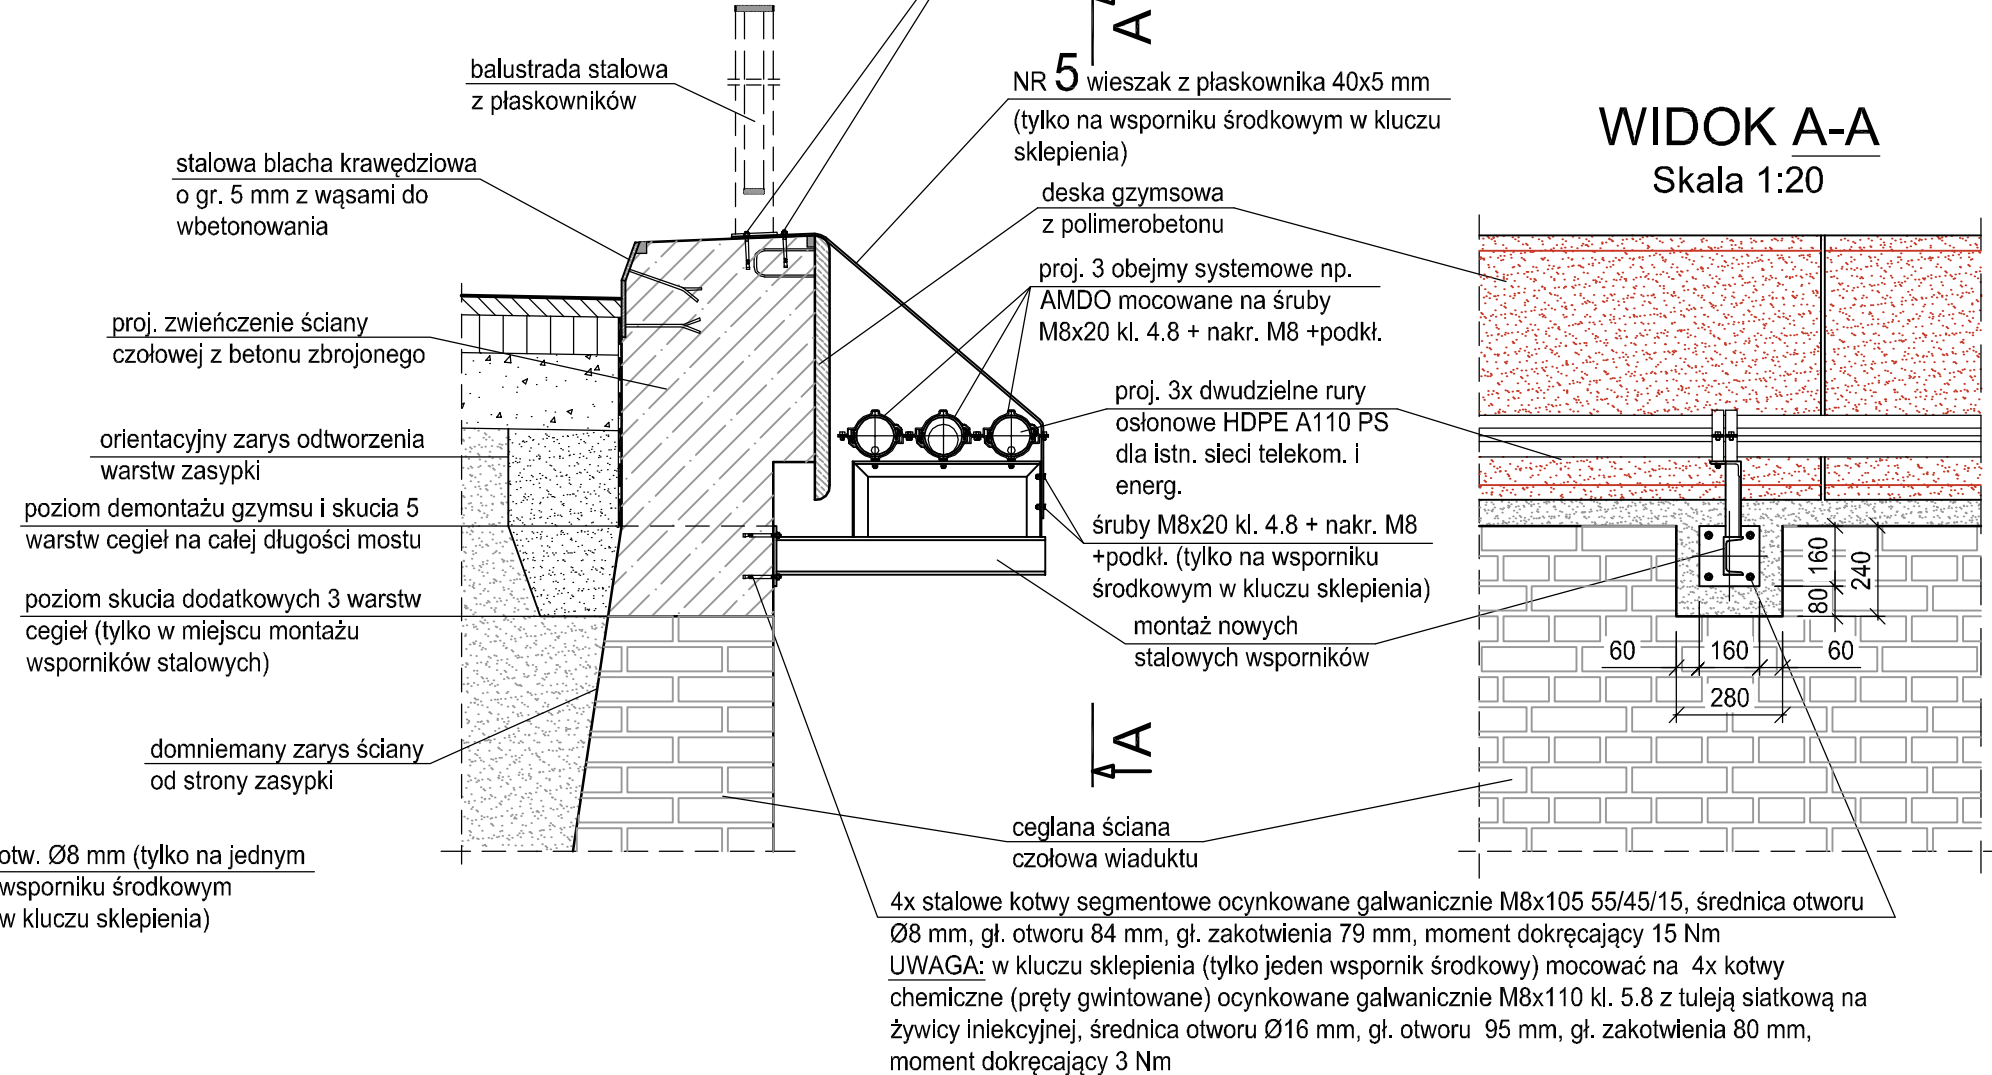 A
balustrada stalowa
z płaskowników
NR 5 wieszak z płaskownika 40x5 mm
(tylko na wsporniku środkowym w kluczu
sklepienia)
WIDOK A-A
Skala 1:20
stalowa blacha krawędziowa
o gr. 5 mm z wąsami do
wbetonowania
deska gzymsowa
z polimerobetonu
proj. 3 obejmy systemowe np.
AMDO mocowane na śruby
M8x20 kl. 4.8 + nakr. M8 +podkł.
proj. zwieńczenie ściany
czołowej z betonu zbrojonego
proj. 3x dwudzielne rury
osłonowe HDPE A110 PS
dla istn. sieci telekom. i
energ.
orientacyjny zarys odtworzenia
warstw zasypki
poziom demontażu gzymsu i skucia 5
warstw cegieł na całej długości mostu
śruby M8x20 kl. 4.8 + nakr. M8
+podkł. (tylko na wsporniku
środkowym w kluczu sklepienia)
poziom skucia dodatkowych 3 warstw
cegieł (tylko w miejscu montażu
wsporników stalowych)
montaż nowych
stalowych wsporników
160
240
80
60
160
60
280
domniemany zarys ściany
od strony zasypki
A
ceglana ściana
czołowa wiaduktu
otw. Ø8 mm (tylko na jednym
wsporniku środkowym
w kluczu sklepienia)
4x stalowe kotwy segmentowe ocynkowane galwanicznie M8x105 55/45/15, średnica otworu
Ø8 mm, gł. otworu 84 mm, gł. zakotwienia 79 mm, moment dokręcający 15 Nm
UWAGA: w kluczu sklepienia (tylko jeden wspornik środkowy) mocować na 4x kotwy
chemiczne (pręty gwintowane) ocynkowane galwanicznie M8x110 kl. 5.8 z tuleją siatkową na
żywicy iniekcyjnej, średnica otworu Ø16 mm, gł. otworu 95 mm, gł. zakotwienia 80 mm,
moment dokręcający 3 Nm